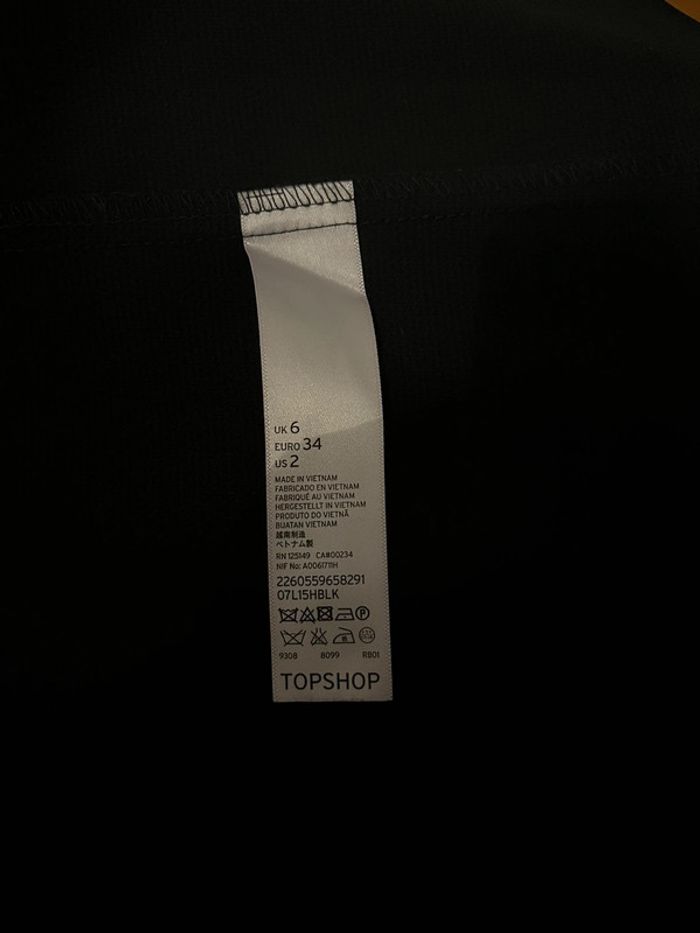 UK 6
EURO 34
US 2
MADE IN VIETNAM
FABRICADO EN VIETNAM
FABRIQUÉ AU VIETNAM
HERGESTELLT IN VIETNAM
PRODUTO DO VIETNÃ
BUATAN VIETNAM
越南制造
ベトナム製
RN 125149 CA#00234
NIF No: A0061711H
2260559658291
07L15HBLK
9308 8099 RB01
TOPSHOP